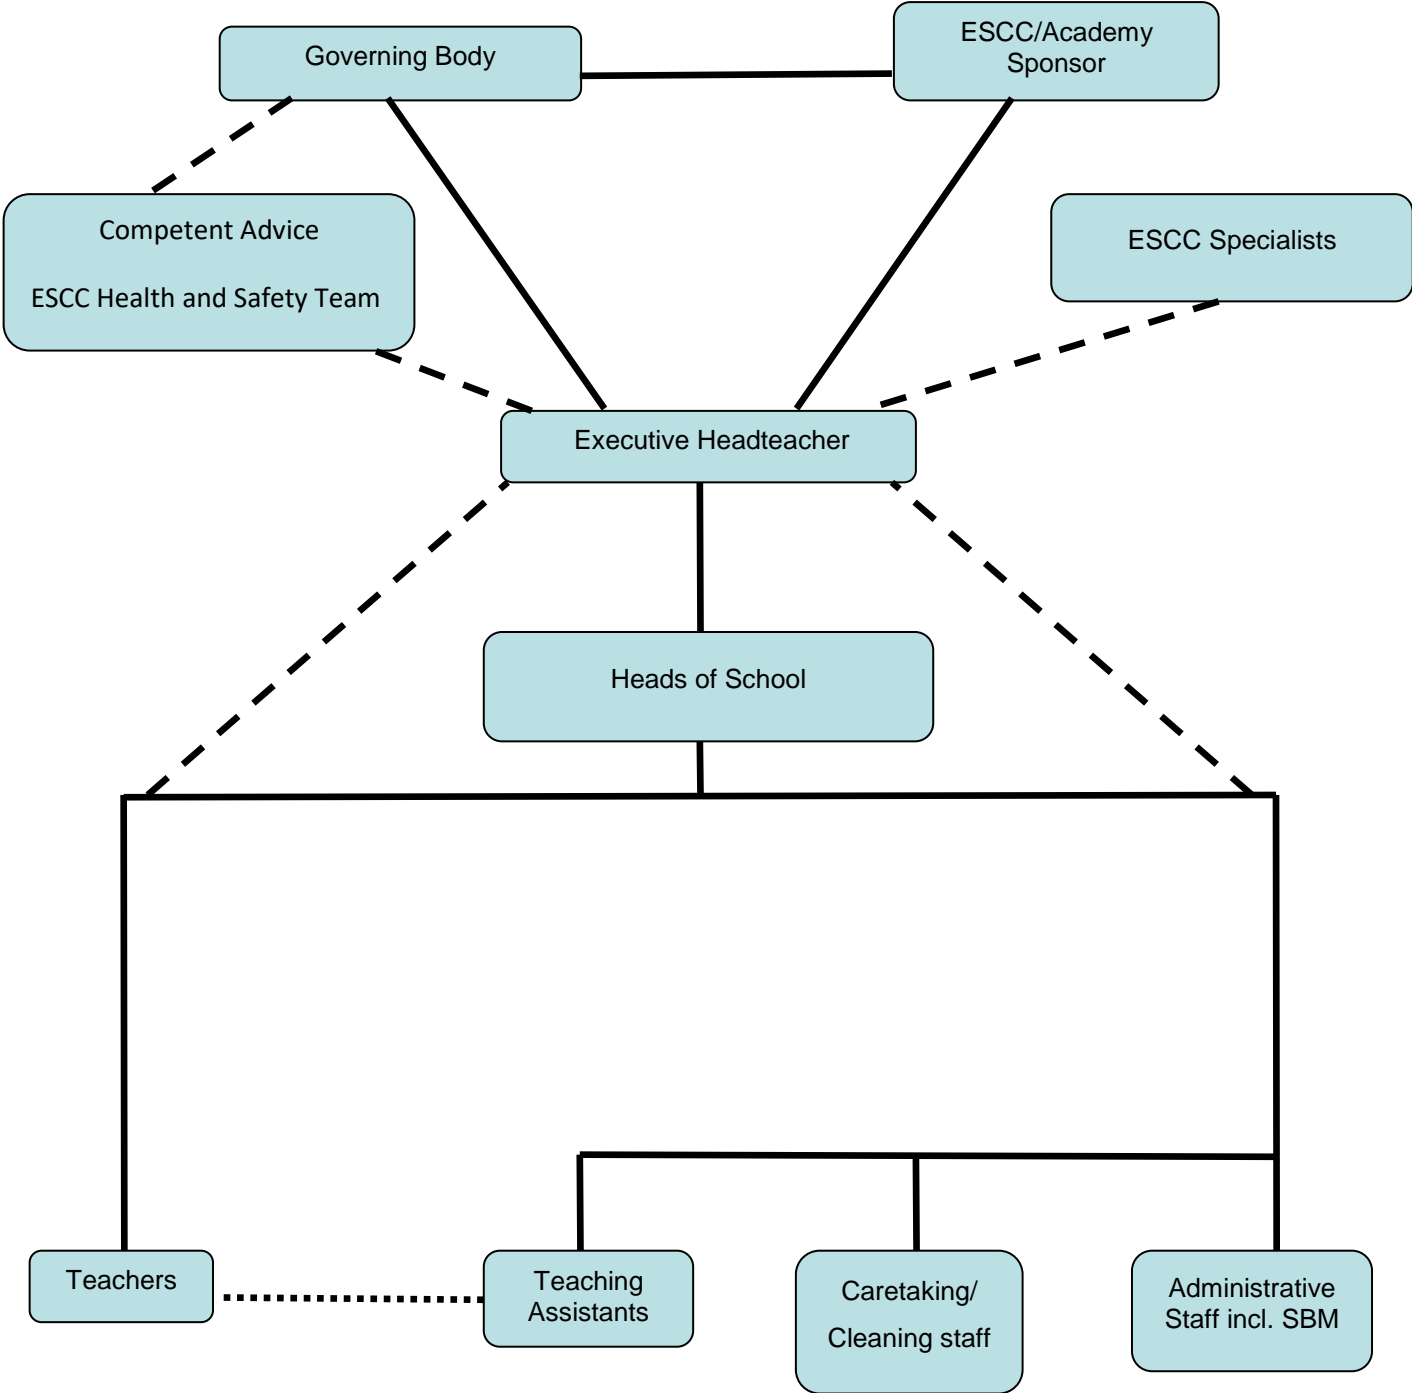 Governing Body
ESCC/Academy
Sponsor
Competent Advice
ESCC Health and Safety Team
ESCC Specialists
Executive Headteacher
Heads of School
Teachers
Teaching
Assistants
Caretaking/
Cleaning staff
Administrative
Staff incl. SBM